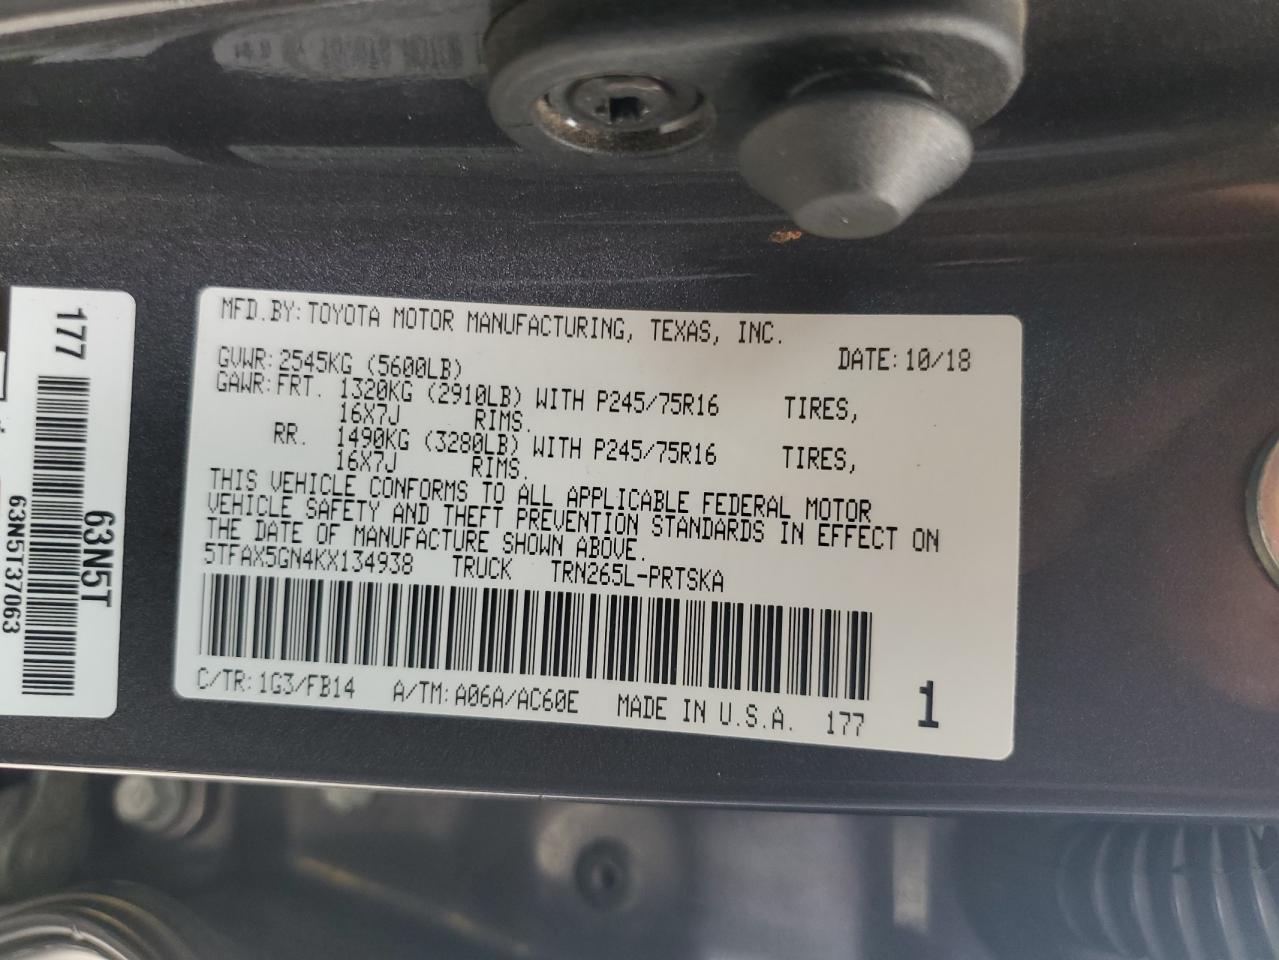 MFD.BY:TOYOTA MOTOR MANUFACTURING, TEXAS, INC.
GVWR:2545KG (5600LB) DATE:10/18
GAWR:FRT. 1320KG (2910LB) WITH P245/75R16 TIRES,
16X7J RIMS.
RR. 1490KG (3280LB) WITH P245/75R16 TIRES,
16X7J RIMS.
THIS VEHICLE CONFORMS TO ALL APPLICABLE FEDERAL MOTOR
VEHICLE SAFETY AND THEFT PREVENTION STANDARDS IN EFFECT ON
THE DATE OF MANUFACTURE SHOWN ABOVE.
5TFAX5GN4KX134938 TRUCK TRN265L-PRTSKA
C/TR:1G3/FB14 A/TM:A06A/AC60E MADE IN U.S.A. 177 1
177
63N5T
63N5T37063